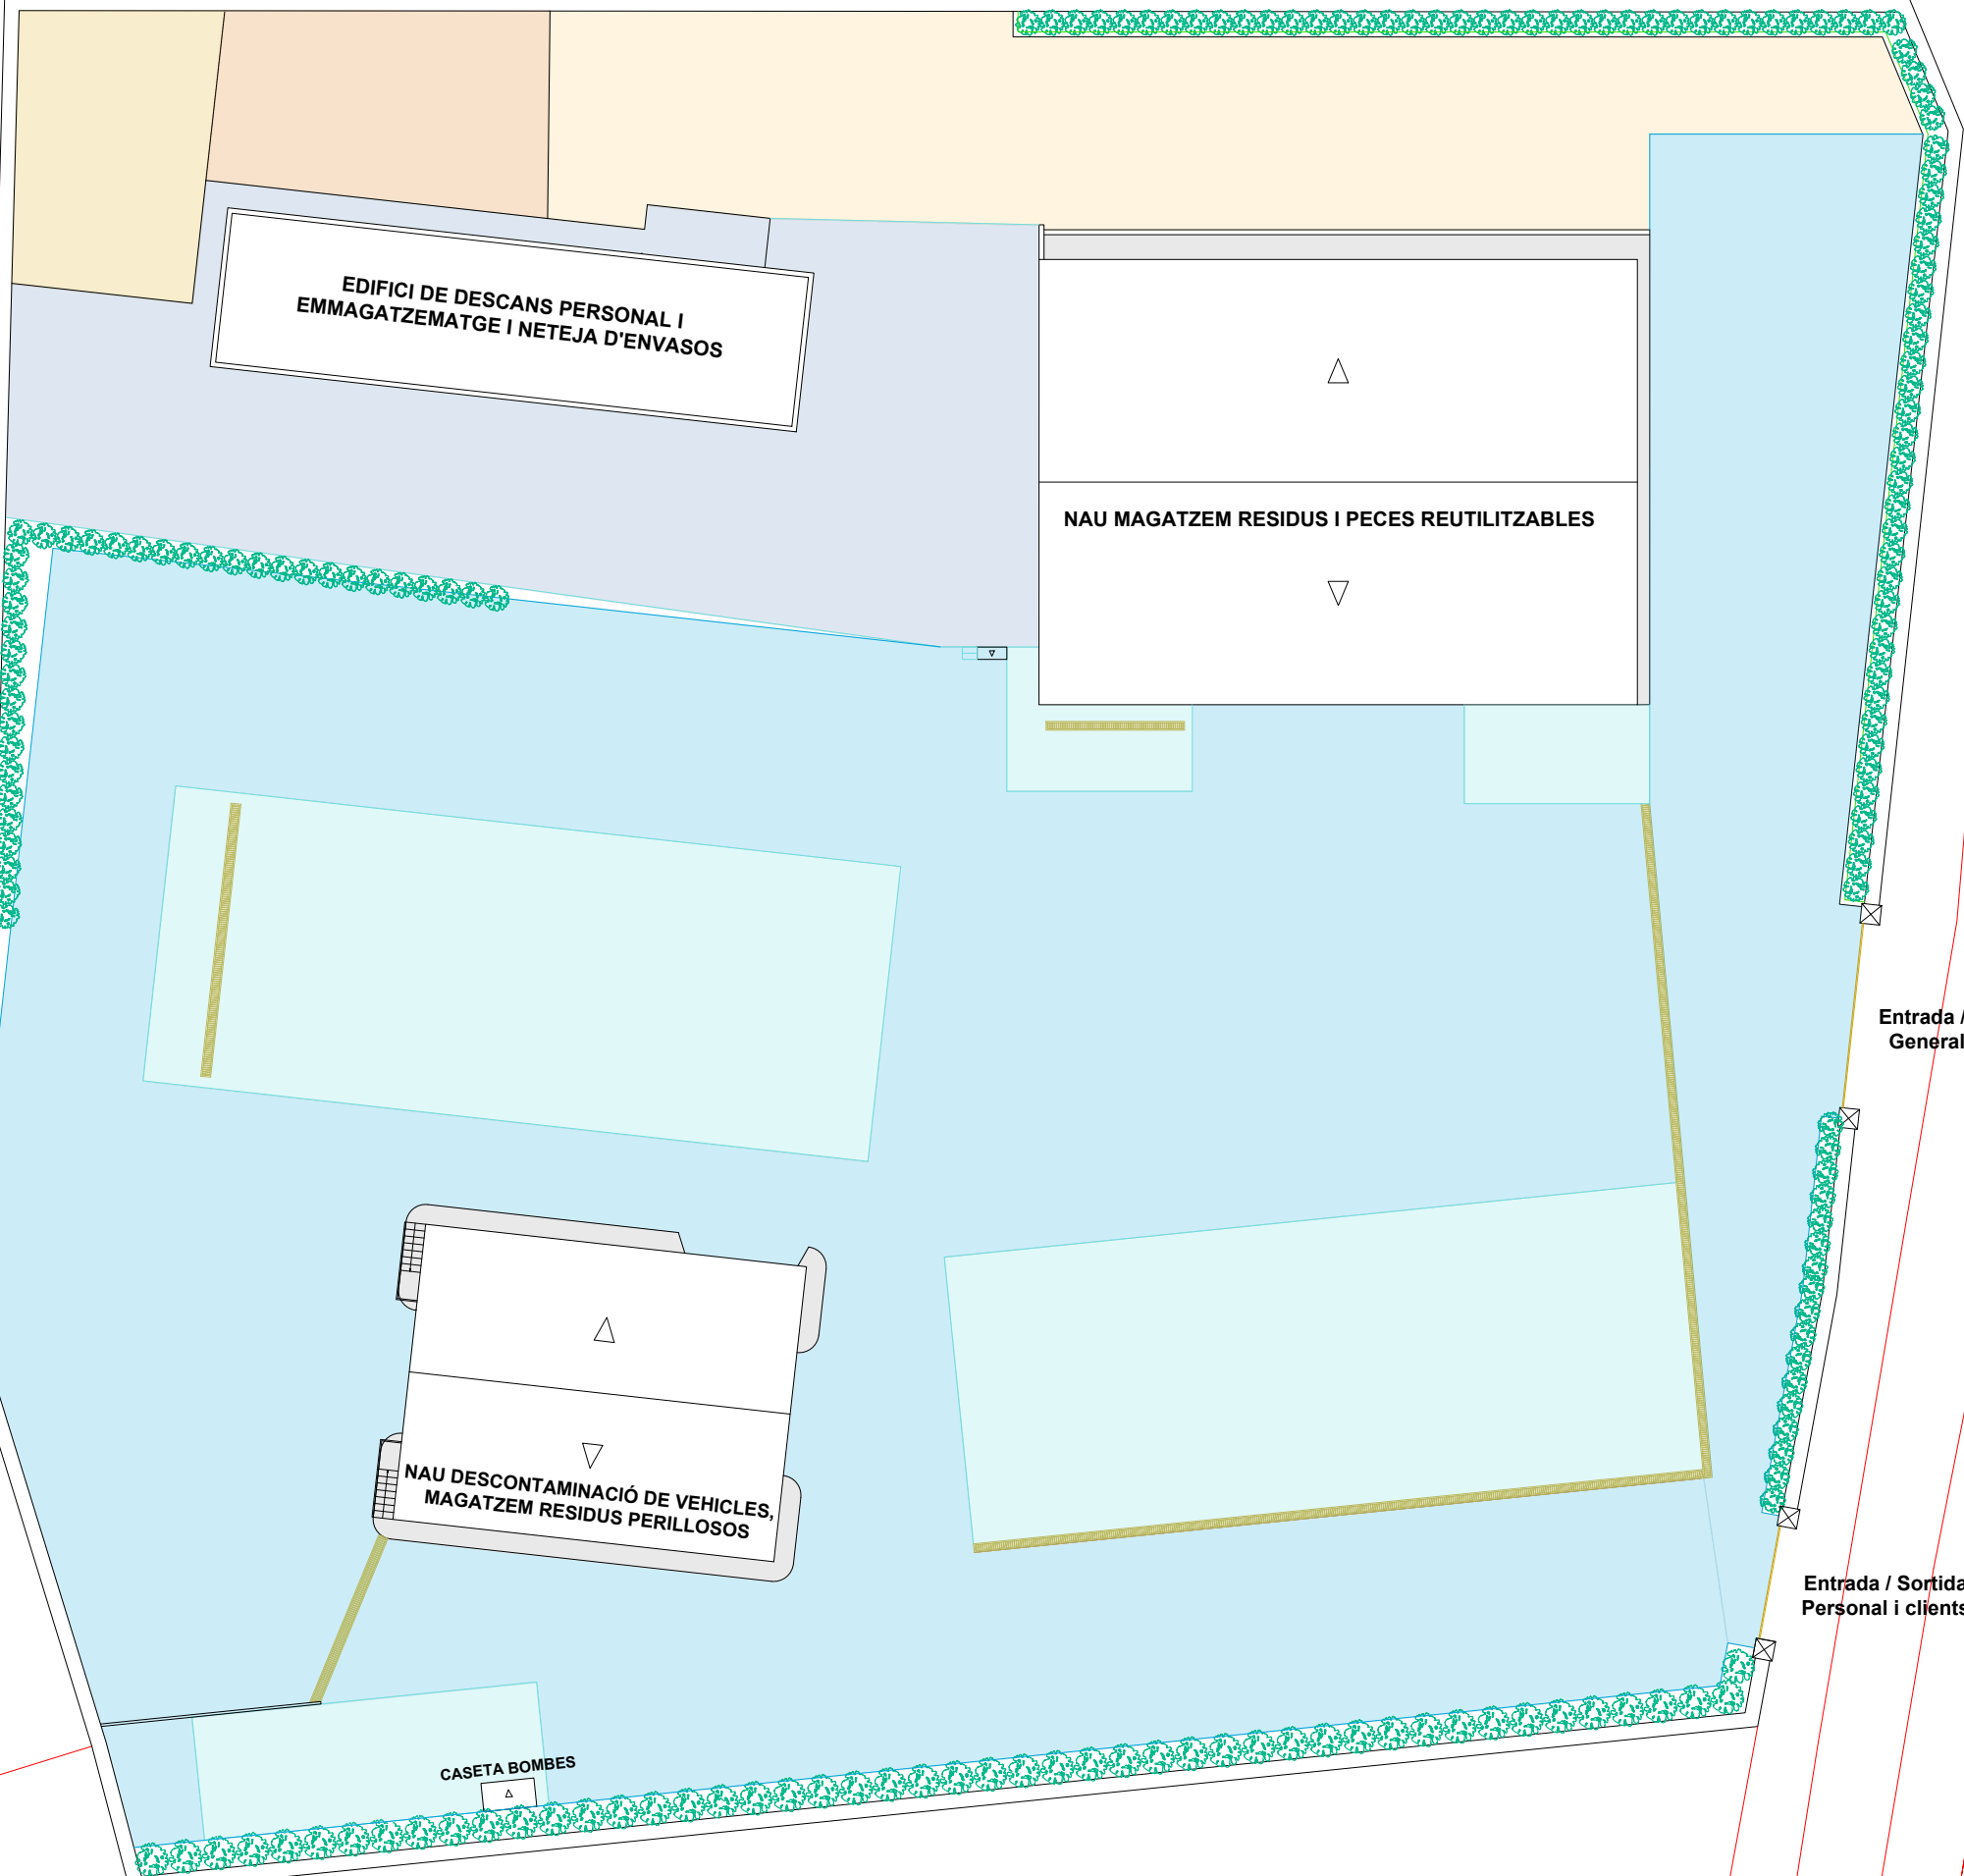 EDIFICI DE DESCANS PERSONAL I
EMMAGATZEMATGE I NETEJA D'ENVASOS
NAU MAGATZEM RESIDUS I PECES REUTILITZABLES
Entrada /
General
NAU DESCONTAMINACIÓ DE VEHICLES,
MAGATZEM RESIDUS PERILLOSOS
Entrada / Sortida
Personal i clients
CASETA BOMBES